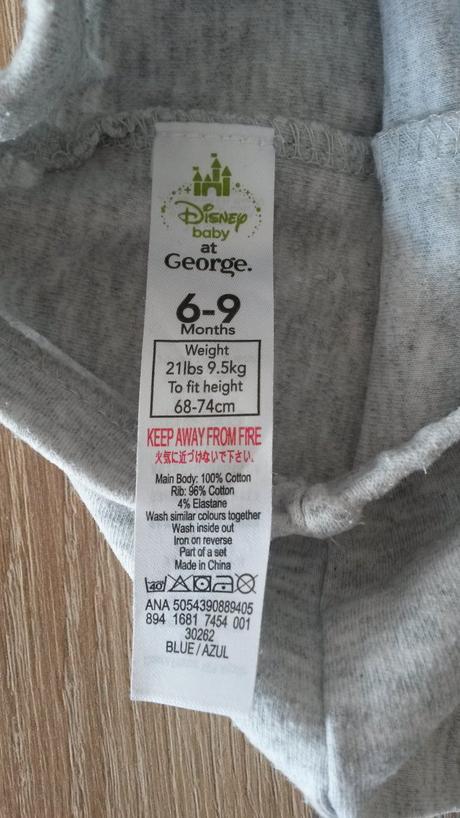 Disney
baby
at
George.
6-9
Months
Weight
21lbs 9.5kg
To fit height
68-74cm
KEEP AWAY FROM FIRE
火気に近づけないで下さい。
Main Body: 100% Cotton
Rib: 96% Cotton
4% Elastane
Wash similar colours together
Wash inside out
Iron on reverse
Part of a set
Made in China
40°
ANA 5054390889405
894 1681 7454 001
30262
BLUE / AZUL